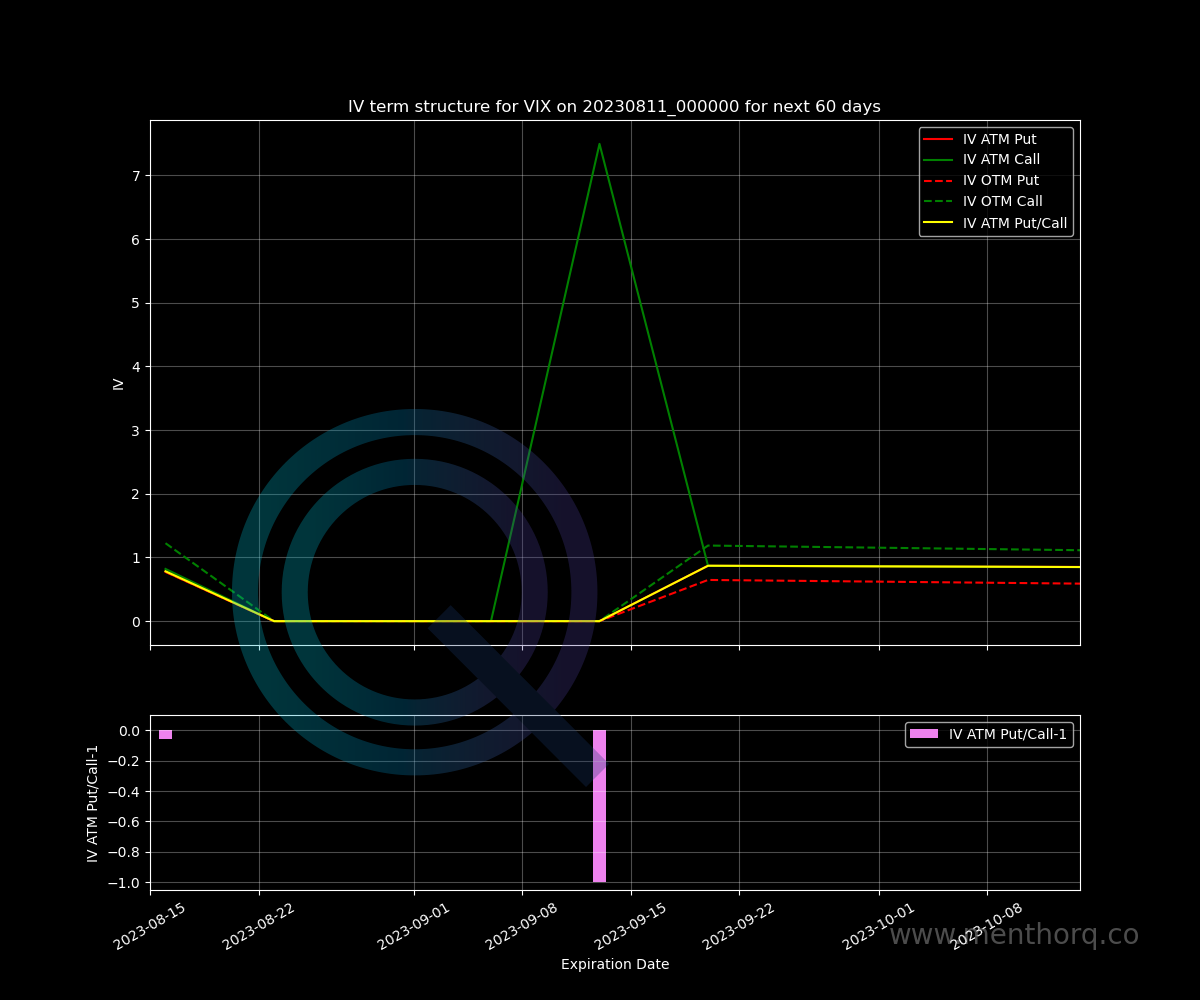 IV term structure for VIX on 20230811_000000 for next 60 days
IV ATM Put
IV ATM Call
IV OTM Put
IV OTM Call
IV ATM Put/Call
7
6
5
4
3
2
1
0
IV
IV ATM Put/Call-1
0.0
−0.2
−0.4
−0.6
−0.8
−1.0
IV ATM Put/Call-1
2023-08-15
2023-08-22
2023-09-01
2023-09-08
2023-09-15
2023-09-22
2023-10-01
2023-10-08
www.menthorq.co
Expiration Date